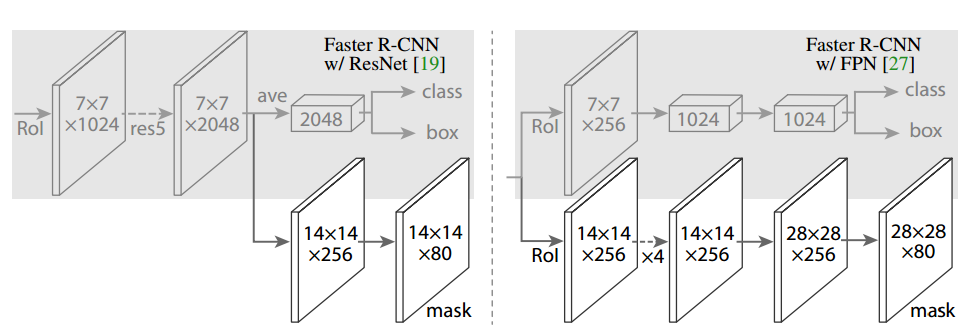 Faster R-CNN
w/ ResNet [19]
RoI
7×7
×1024
res5
7×7
×2048
ave
2048
class
box
14×14
×256
14×14
×80
mask
Faster R-CNN
w/ FPN [27]
RoI
7×7
×256
1024
1024
class
box
RoI
14×14
×256
×4
14×14
×256
28×28
×256
28×28
×80
mask